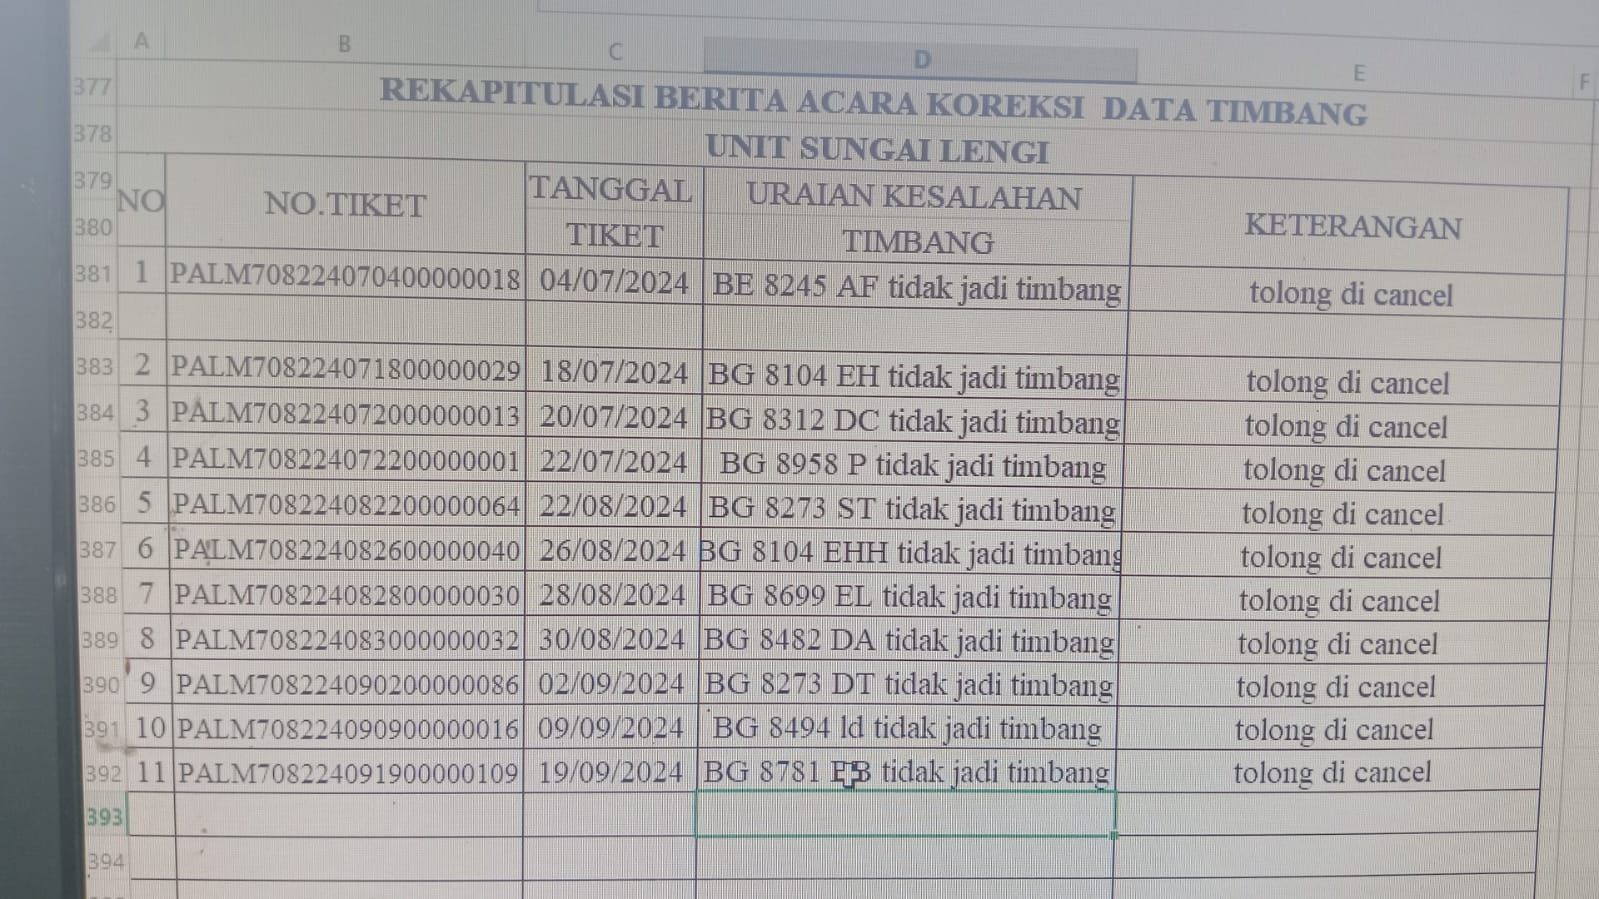 A B C D E F
377 REKAPITULASI BERITA ACARA KOREKSI DATA TIMBANG
378 UNIT SUNGAI LENGI
379 NO NO.TIKET TANGGAL URAIAN KESALAHAN KETERANGAN
380 TIKET TIMBANG
381 1 PALM708224070400000018 04/07/2024 BE 8245 AF tidak jadi timbang tolong di cancel
382
383 2 PALM708224071800000029 18/07/2024 BG 8104 EH tidak jadi timbang tolong di cancel
384 3 PALM708224072000000013 20/07/2024 BG 8312 DC tidak jadi timbang tolong di cancel
385 4 PALM708224072200000001 22/07/2024 BG 8958 P tidak jadi timbang tolong di cancel
386 5 PALM708224082200000064 22/08/2024 BG 8273 ST tidak jadi timbang tolong di cancel
387 6 PALM708224082600000040 26/08/2024 BG 8104 EHH tidak jadi timbang tolong di cancel
388 7 PALM708224082800000030 28/08/2024 BG 8699 EL tidak jadi timbang tolong di cancel
389 8 PALM708224083000000032 30/08/2024 BG 8482 DA tidak jadi timbang tolong di cancel
390 9 PALM708224090200000086 02/09/2024 BG 8273 DT tidak jadi timbang tolong di cancel
391 10 PALM708224090900000016 09/09/2024 BG 8494 ld tidak jadi timbang tolong di cancel
392 11 PALM708224091900000109 19/09/2024 BG 8781 tidak jadi timbang tolong di cancel
393
394